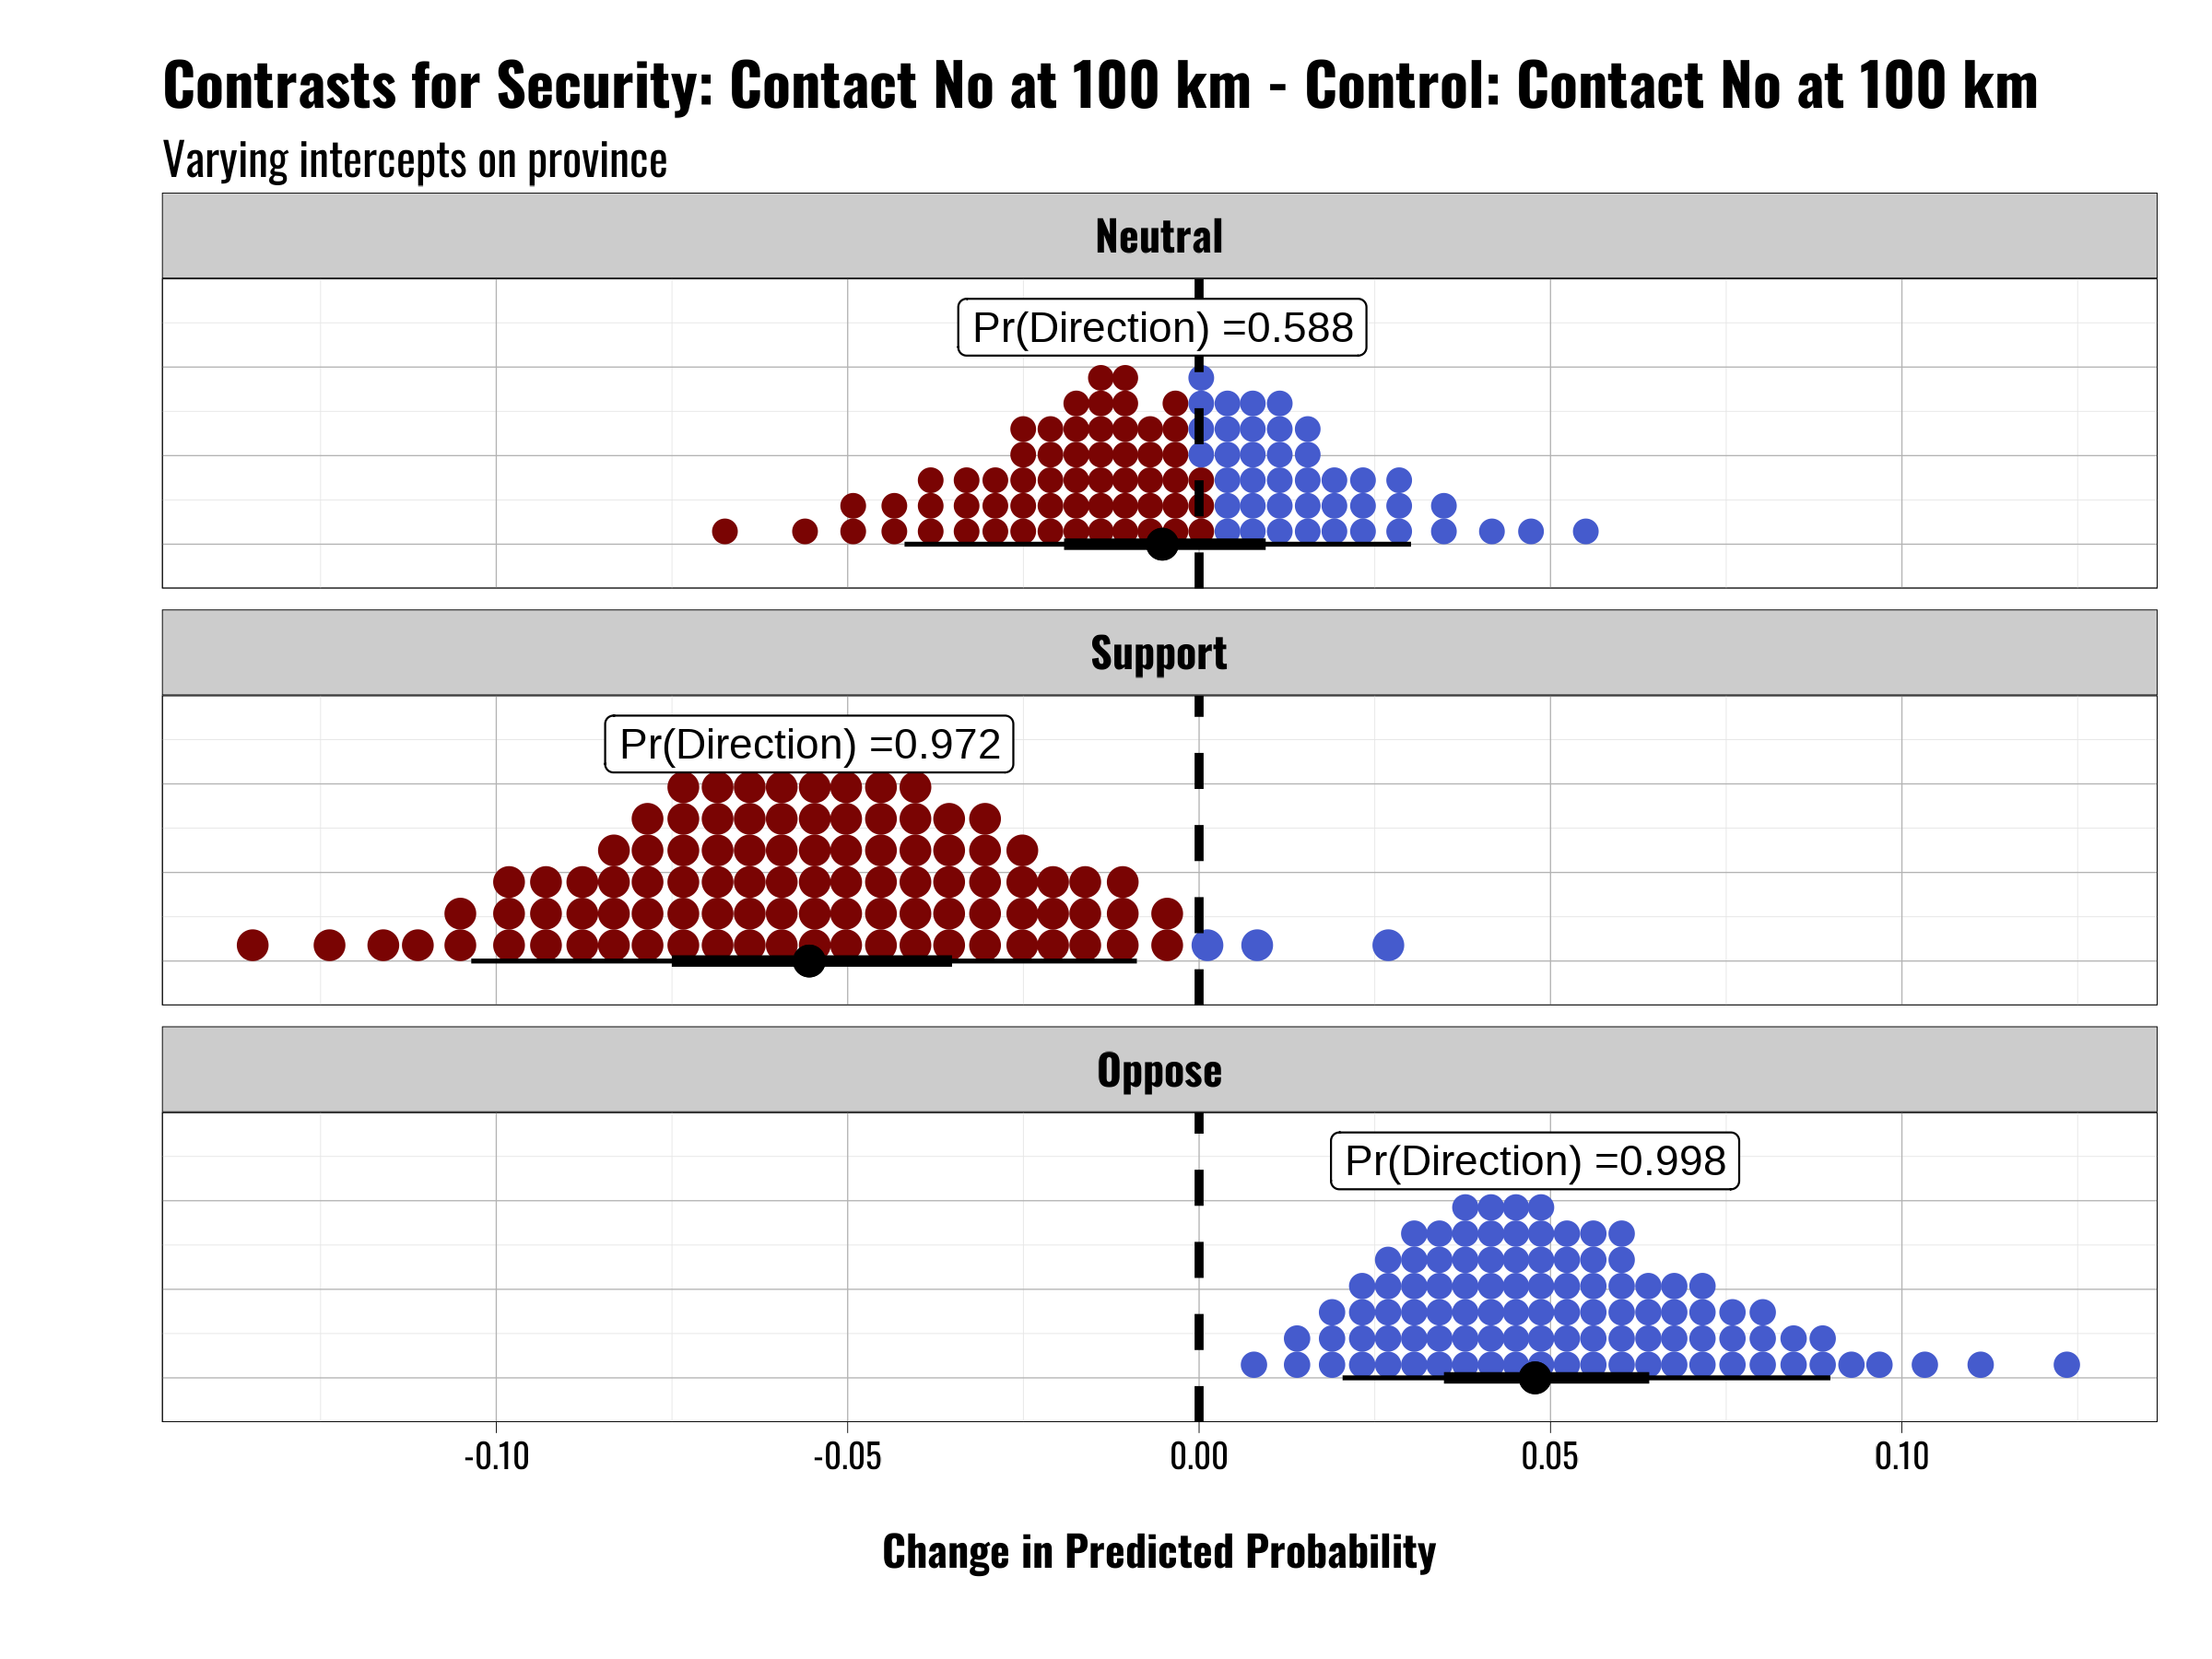 Contrasts for Security: Contact No at 100 km - Control: Contact No at 100 km
Varying intercepts on province
Neutral
Pr(Direction) =0.588
Support
Pr(Direction) =0.972
Oppose
Pr(Direction) =0.998
-0.10 -0.05 0.00 0.05 0.10
Change in Predicted Probability